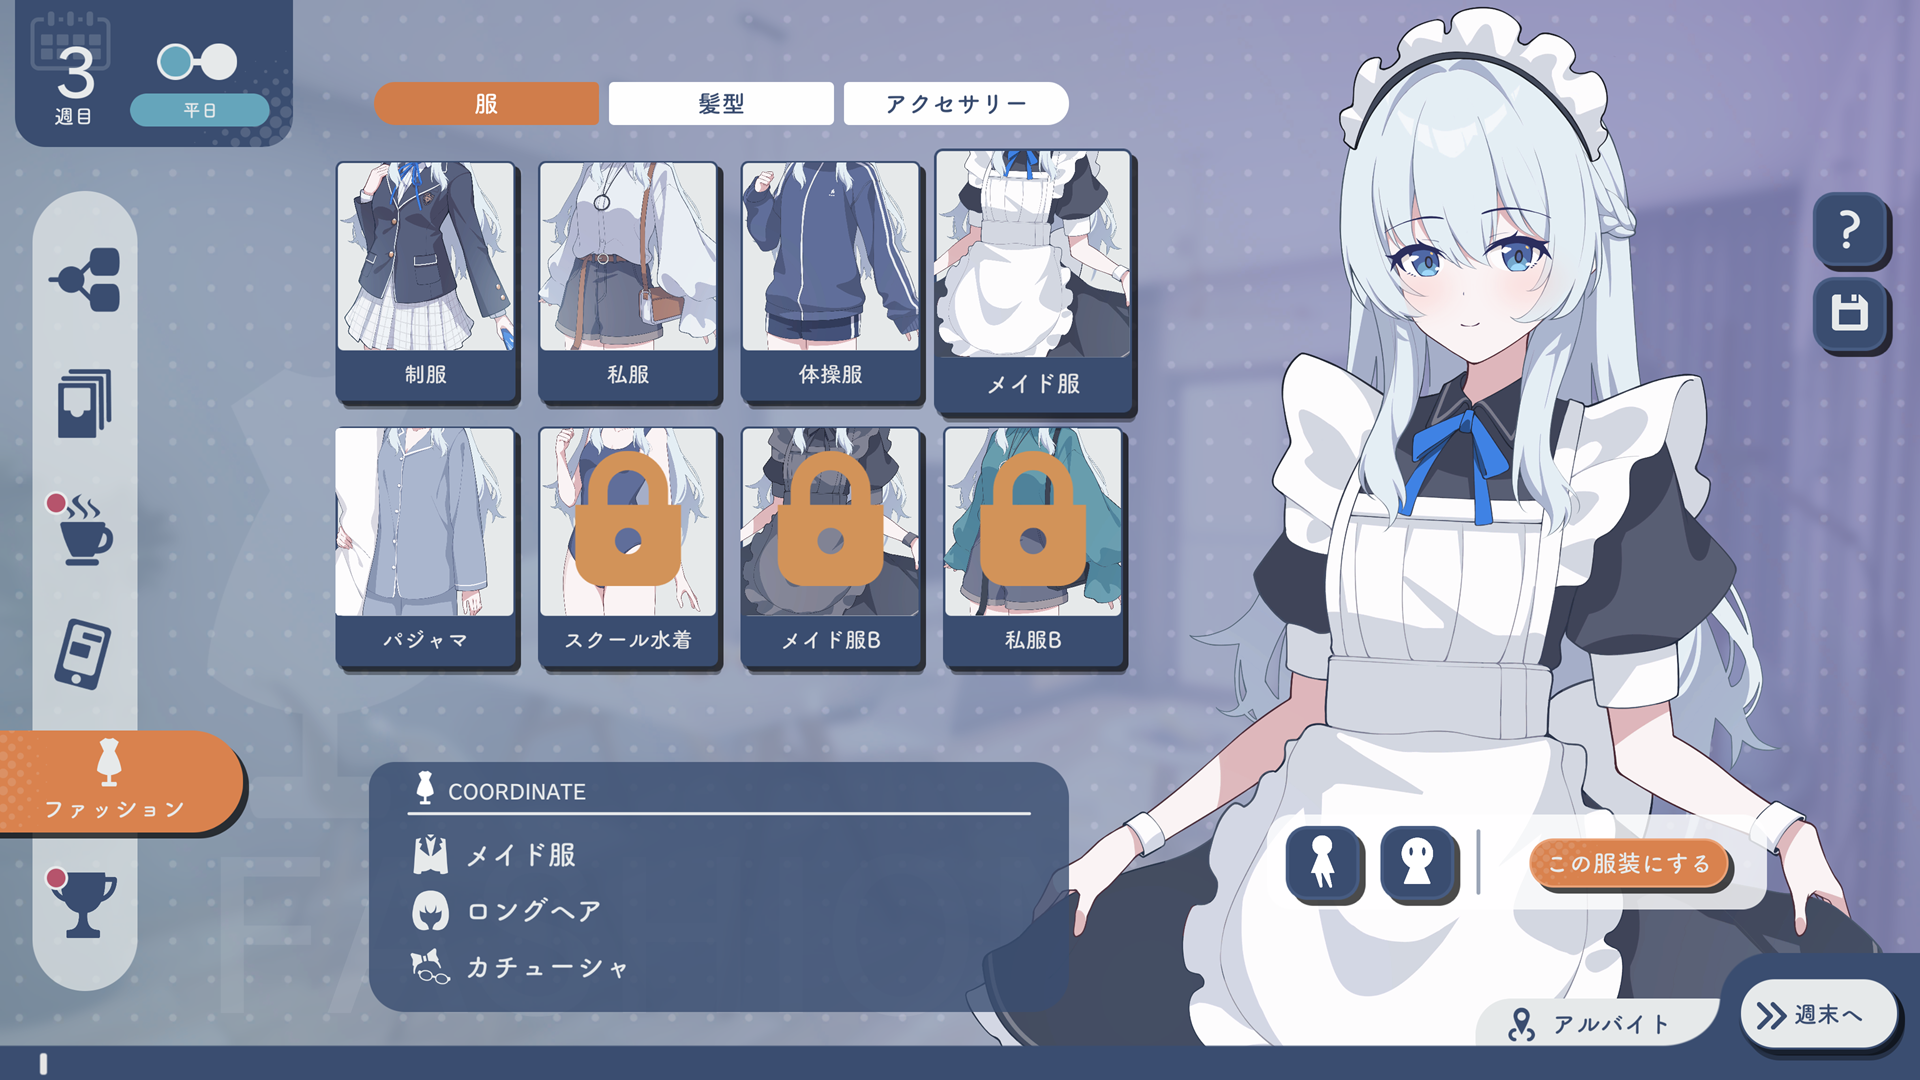 3
週目
平日
服
髪型
アクセサリー
制服
私服
体操服
メイド服
パジャマ
スクール水着
メイド服B
私服B
?
ファッション
COORDINATE
メイド服
ロングヘア
カチューシャ
この服装にする
アルバイト
週末へ